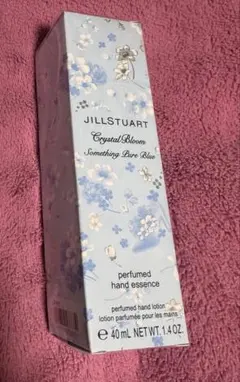 JILLSTUART
Crystal Bloom
Something Pure Blue
perfumed
hand essence
perfumed hand lotion
lotion parfumée pour les mains
℮ 40 mL NET WT. 1.4 OZ.